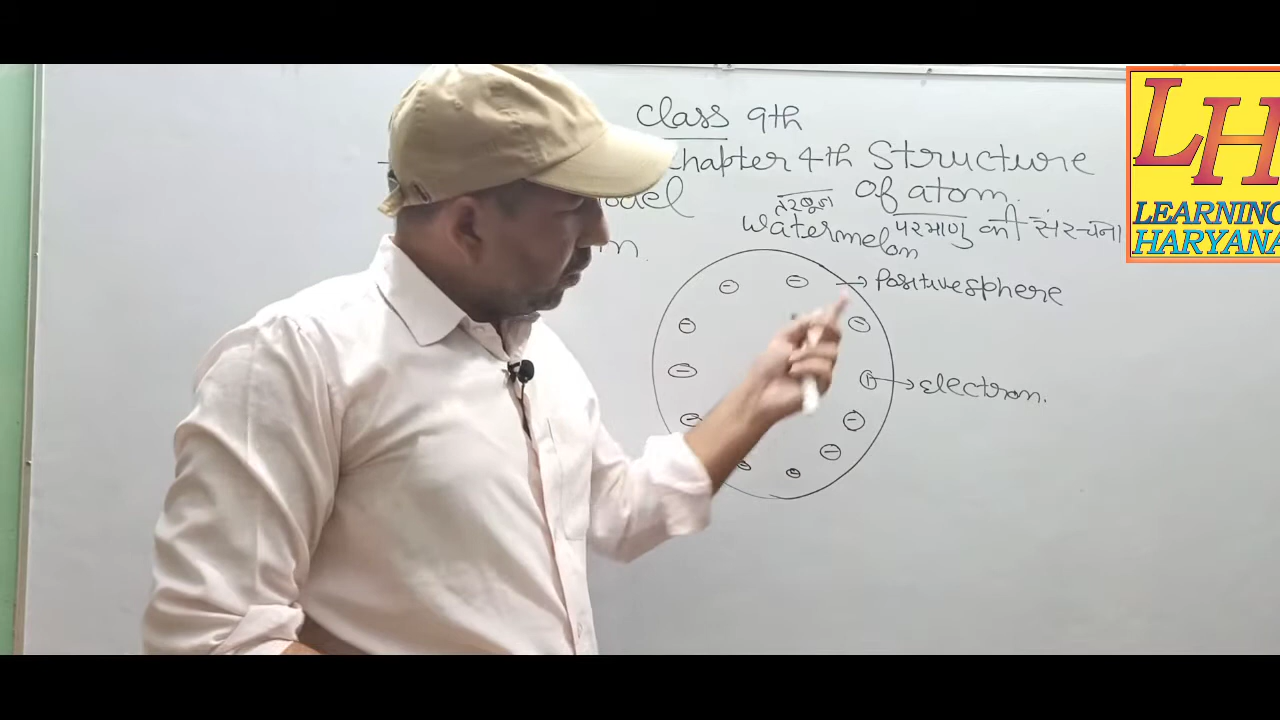 Class 9th
Chapter 4th Structure
of atom.
तरबूज
watermelon
परमाणु की संरचना
Positive sphere
electron.
LH
LEARNING
HARYANA